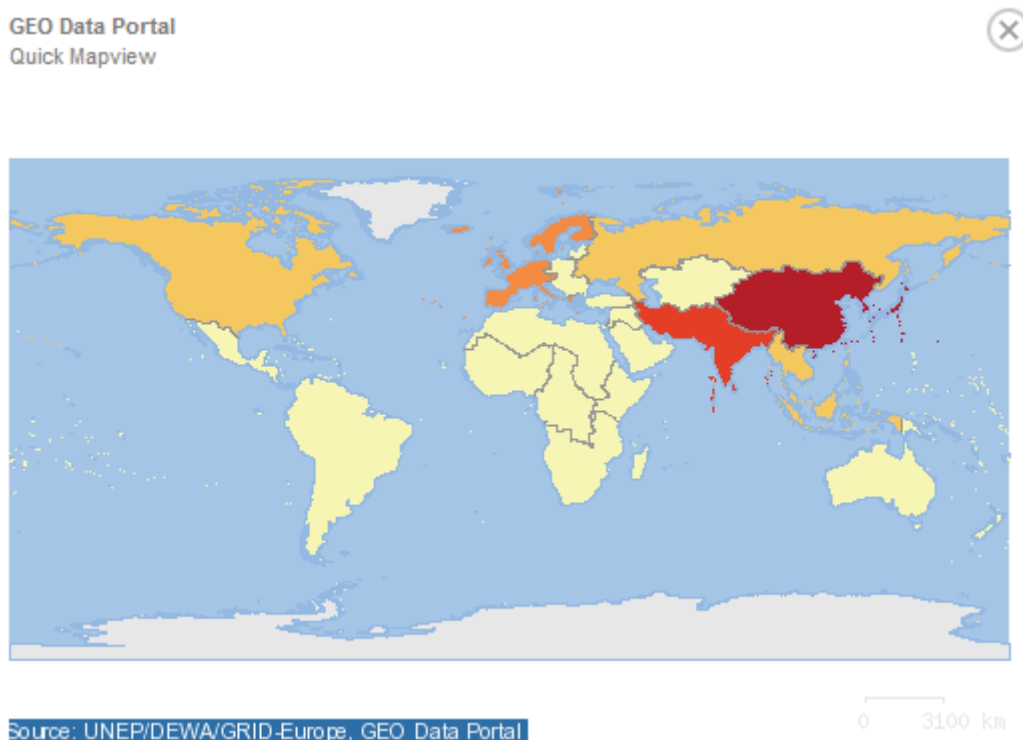 GEO Data Portal
Quick Mapview
Source: UNEP/DEWA/GRID-Europe, GEO Data Portal
0 3100 km